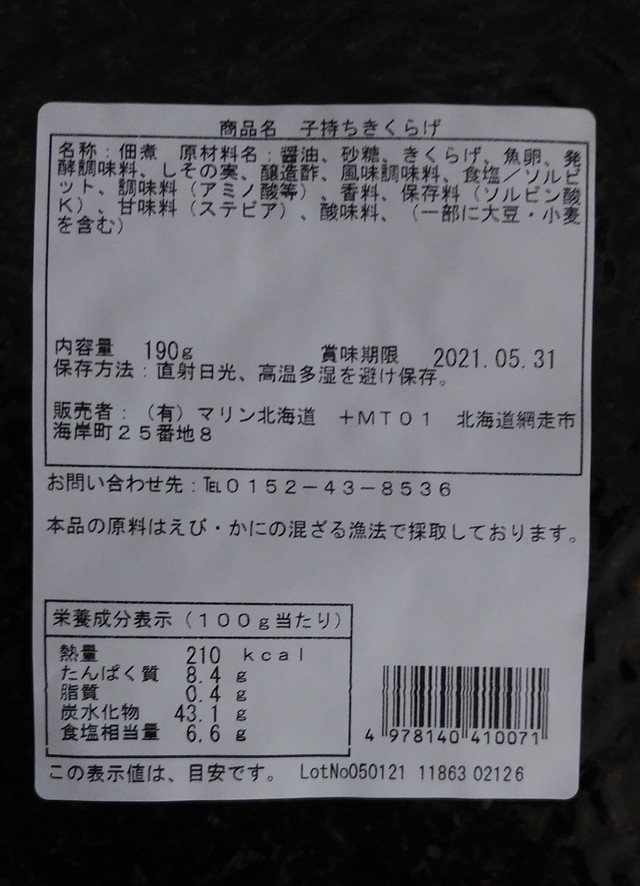 商品名 子持ちきくらげ
名称：佃煮 原材料名：醤油、砂糖、きくらげ、魚卵、発
酵調味料、しその実、醸造酢、風味調味料、食塩／ソルビ
ット、調味料（アミノ酸等）、香料、保存料（ソルビン酸
K）、甘味料（ステビア）、酸味料、（一部に大豆・小麦
を含む）
内容量 190g 賞味期限 2021.05.31
保存方法：直射日光、高温多湿を避け保存。
販売者：（有）マリン北海道 ＋ＭＴ０１ 北海道網走市
海岸町２５番地８
お問い合わせ先：℡０１５２－４３－８５３６
本品の原料はえび・かにの混ざる漁法で採取しております。
栄養成分表示（１００ｇ当たり）
熱量 210 kcal
たんぱく質 8.4 g
脂質 0.4 g
炭水化物 43.1 g
食塩相当量 6.6 g
4 978140 410071
この表示値は、目安です。 LotNo050121 11863 02126